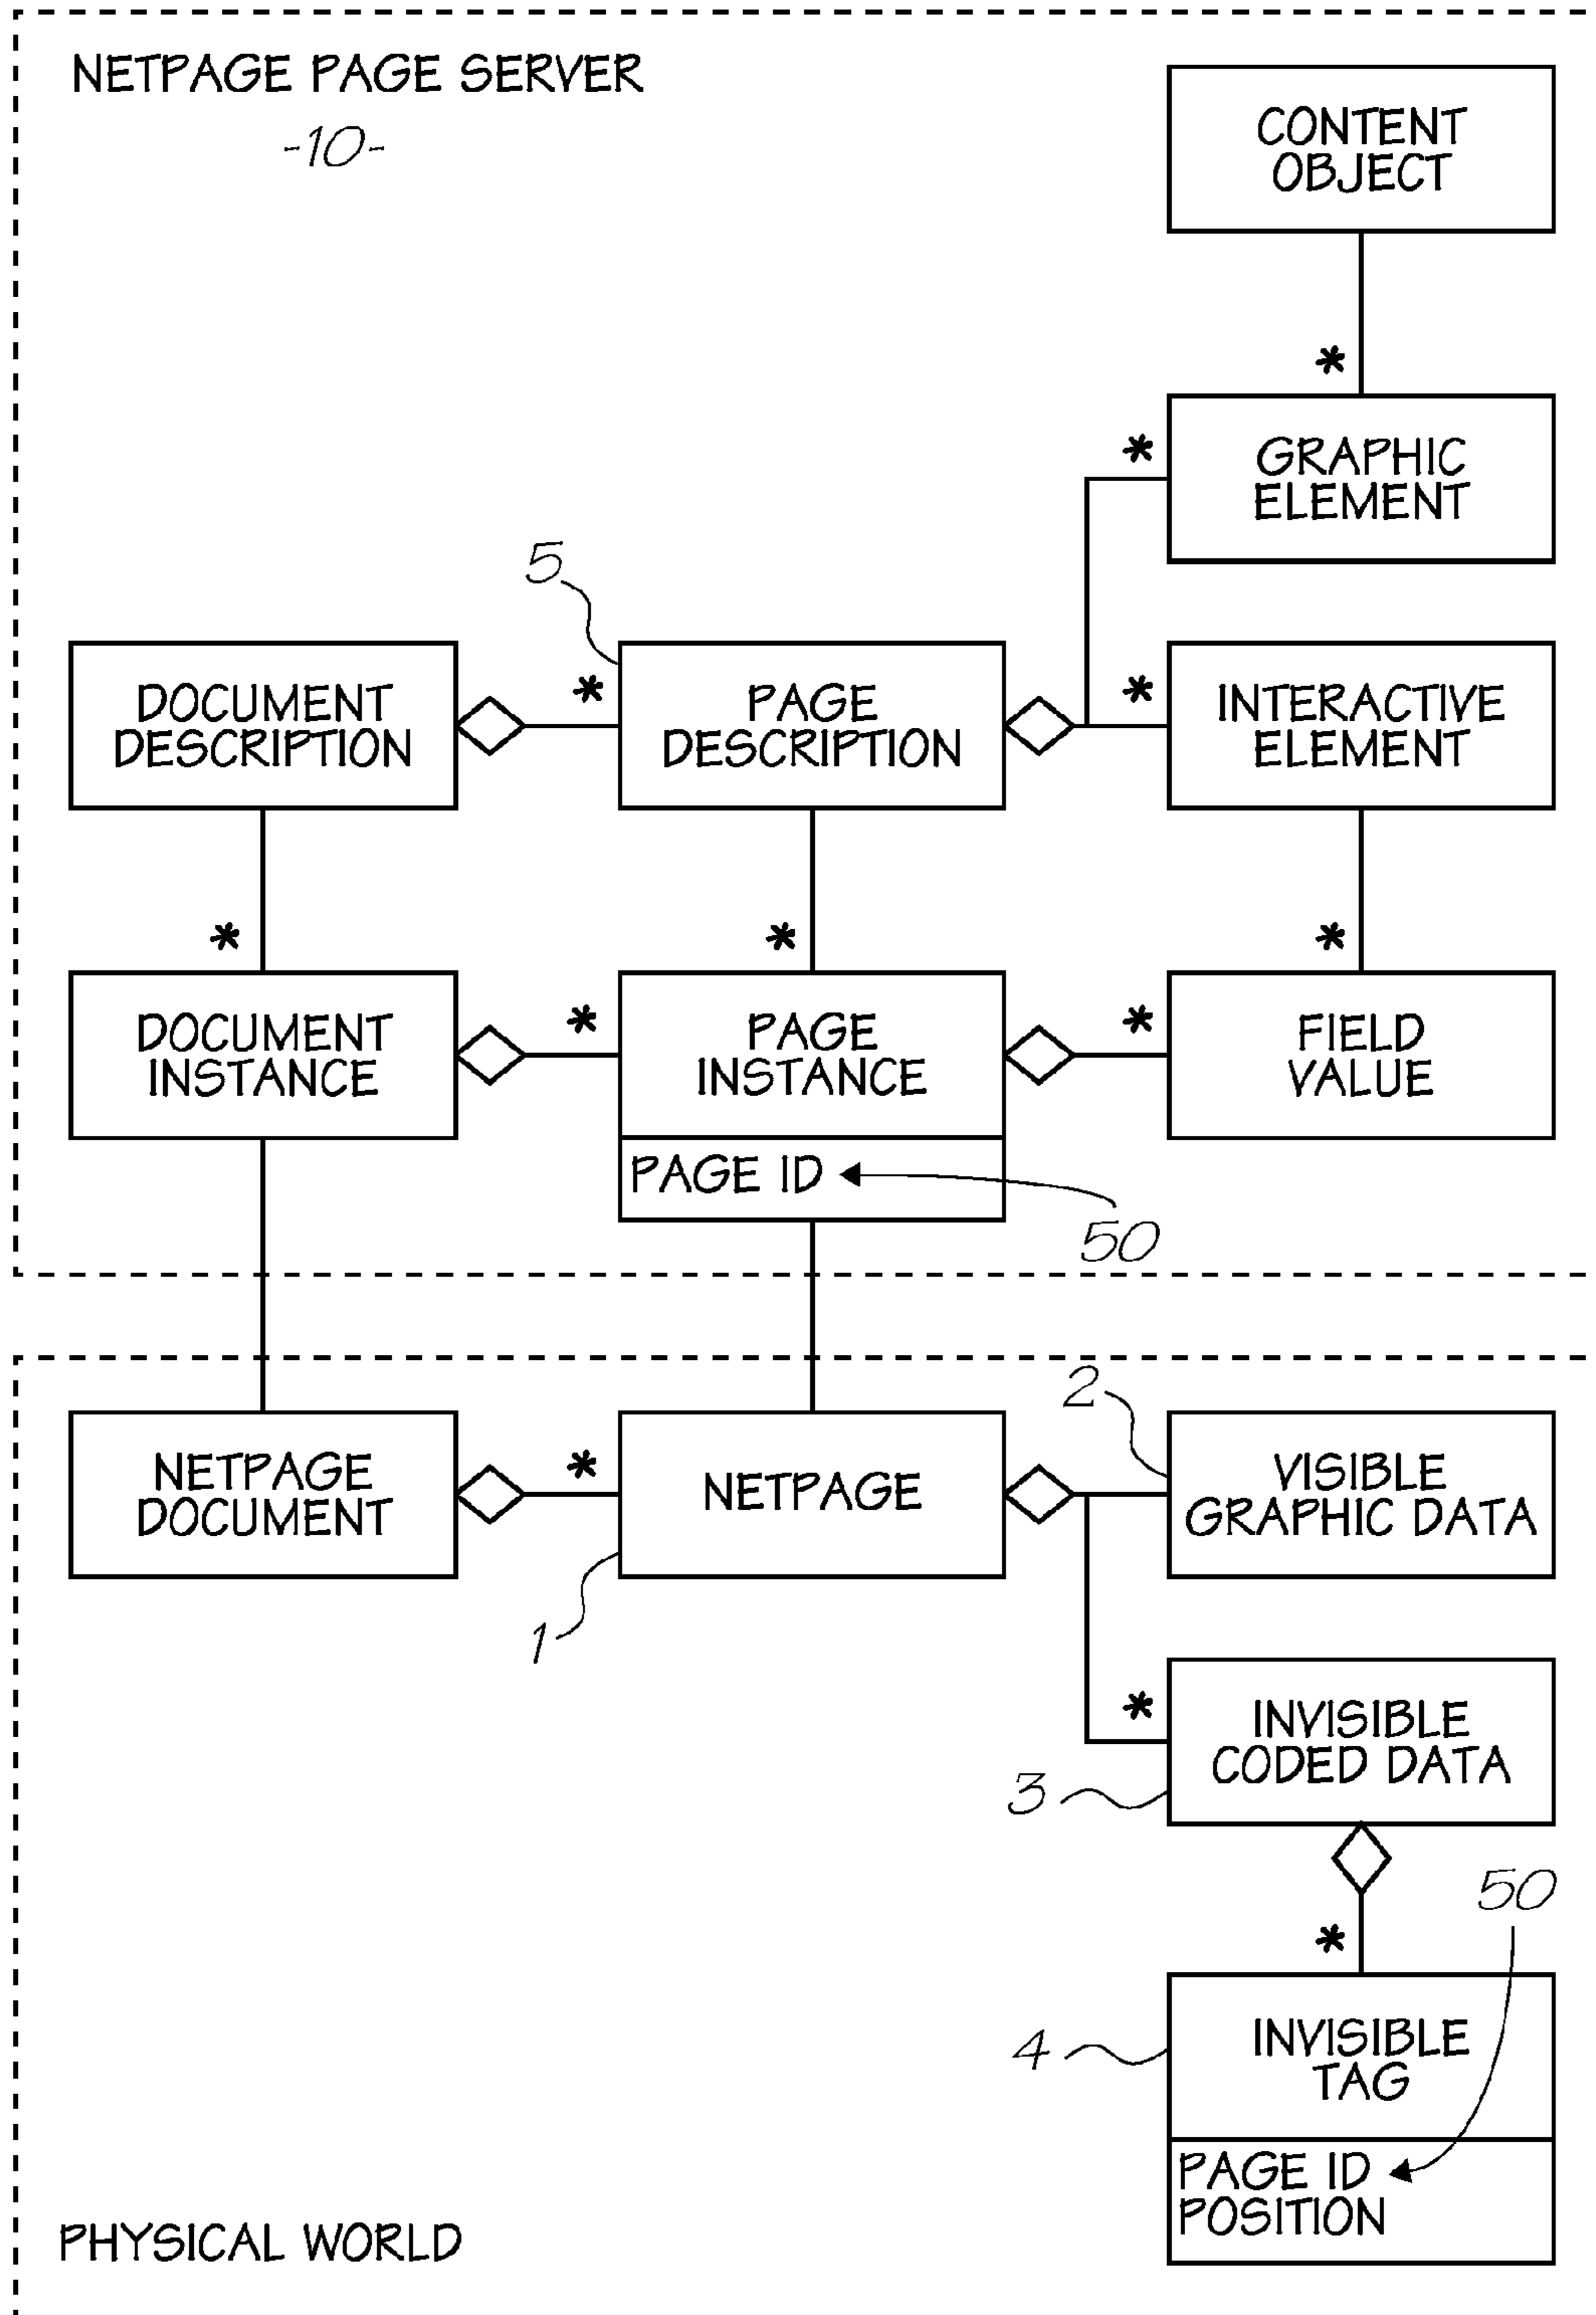 NETPAGE PAGE SERVER
-10-
CONTENT
OBJECT
*
*
GRAPHIC
ELEMENT
5
DOCUMENT
DESCRIPTION
*
PAGE
DESCRIPTION
*
INTERACTIVE
ELEMENT
*
*
*
DOCUMENT
INSTANCE
*
PAGE
INSTANCE
*
FIELD
VALUE
PAGE ID
50
2
NETPAGE
DOCUMENT
*
NETPAGE
VISIBLE
GRAPHIC DATA
1
*
INVISIBLE
CODED DATA
3
50
*
4
INVISIBLE
TAG
PAGE ID
POSITION
PHYSICAL WORLD